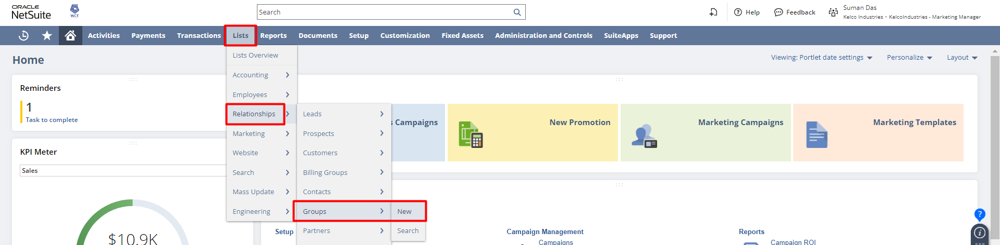 ORACLE
NetSuite
WCT
Search
Help
Feedback
Suman Das
Kelco Industries - KelcoIndustries - Marketing Manager
Activities Payments Transactions Lists Reports Documents Setup Customization Fixed Assets Administration and Controls SuiteApps Support
Home
Viewing: Portlet date settings Personalize Layout
Lists Overview
Accounting
Employees
Relationships
Marketing
Website
Search
Mass Update
Engineering
Leads
Prospects
Customers
Billing Groups
Contacts
Groups
Partners
New
Search
Reminders
1
Task to complete
KPI Meter
Sales
$10.9K
Campaigns
New Promotion
Marketing Campaigns
Marketing Templates
Setup
Campaign Management
Campaigns
Reports
Campaign ROI
?
i